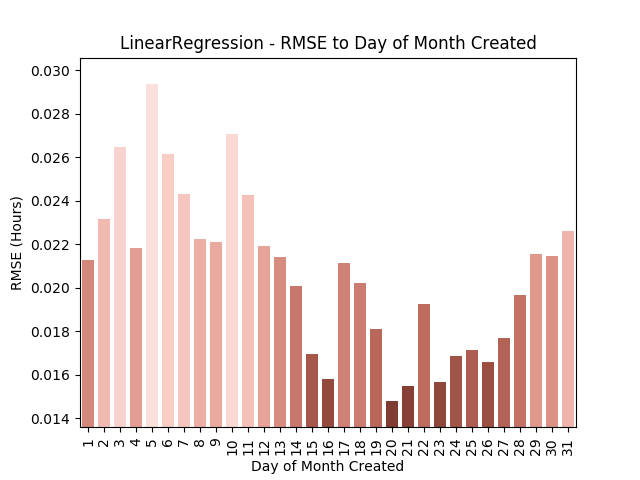 LinearRegression - RMSE to Day of Month Created
0.030
0.028
0.026
0.024
0.022
0.020
0.018
0.016
0.014
RMSE (Hours)
1 2 3 4 5 6 7 8 9 10 11 12 13 14 15 16 17 18 19 20 21 22 23 24 25 26 27 28 29 30 31
Day of Month Created